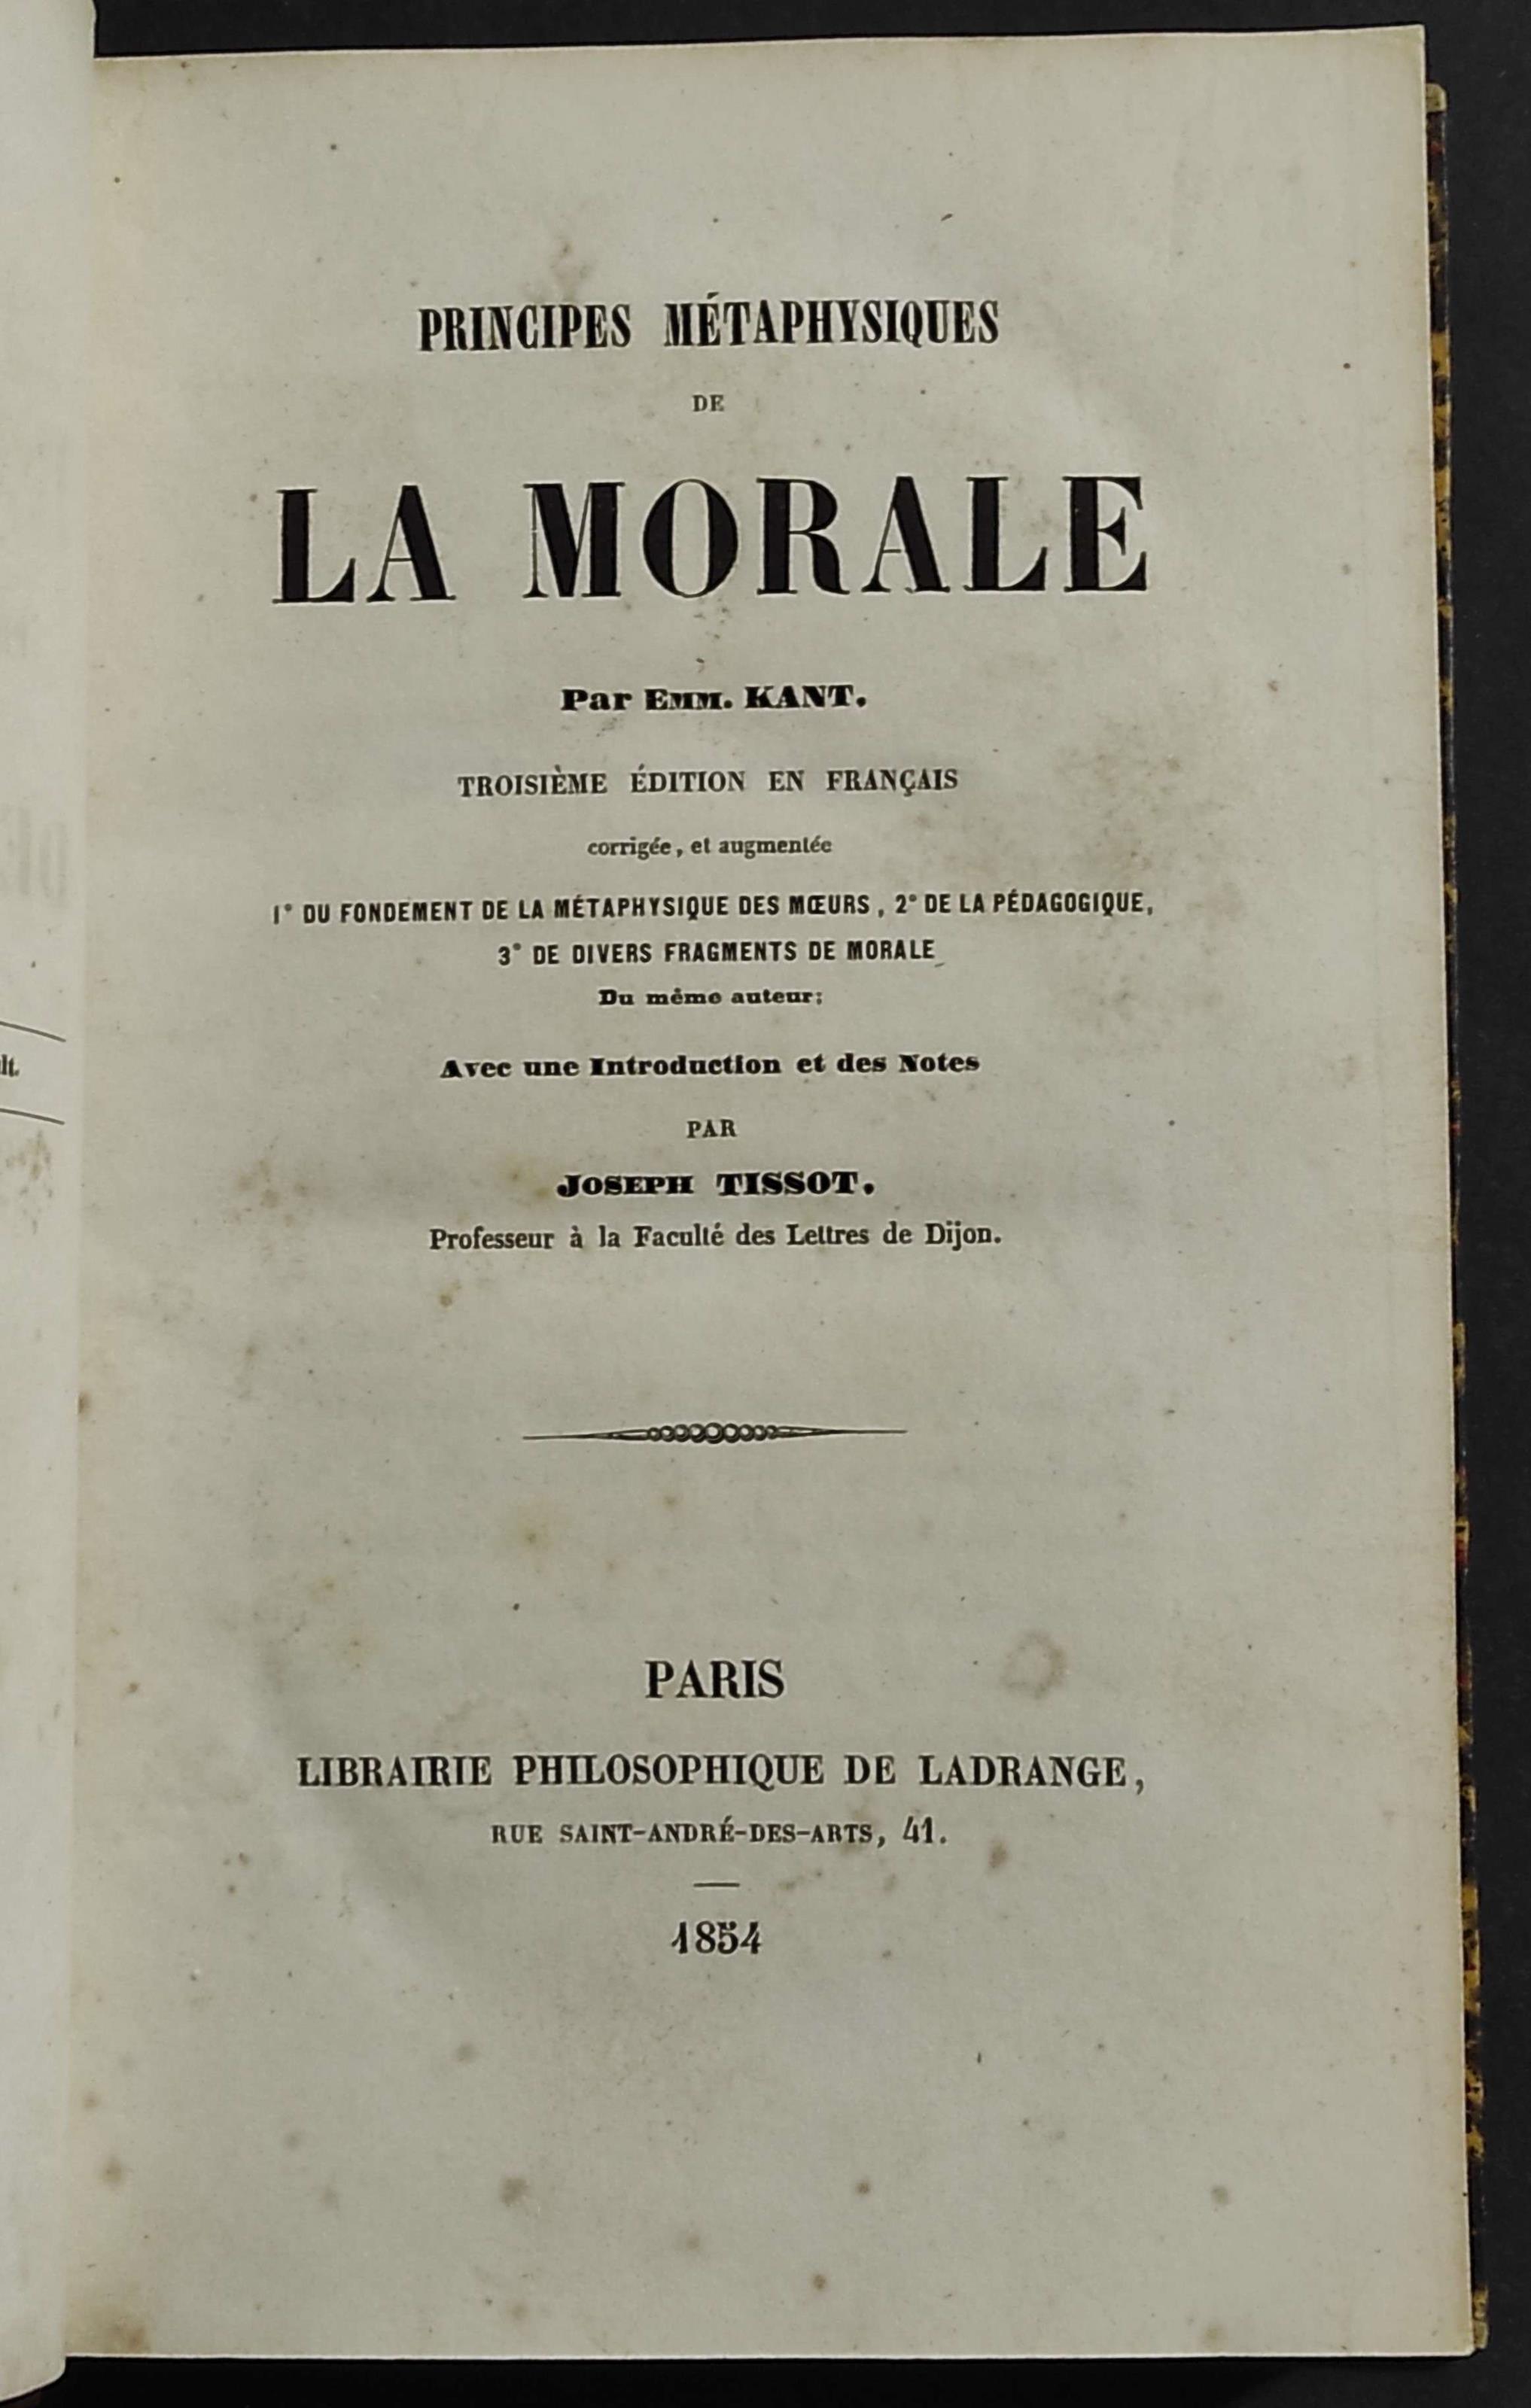 PRINCIPES MÉTAPHYSIQUES
DE
LA MORALE
Par Emm. KANT.
TROISIÈME ÉDITION EN FRANÇAIS
corrigée, et augmentée
1° DU FONDEMENT DE LA MÉTAPHYSIQUE DES MŒURS, 2° DE LA PÉDAGOGIQUE,
3° DE DIVERS FRAGMENTS DE MORALE
Du même auteur;
Avec une Introduction et des Notes
PAR
JOSEPH TISSOT.
Professeur à la Faculté des Lettres de Dijon.
PARIS
LIBRAIRIE PHILOSOPHIQUE DE LADRANGE,
RUE SAINT-ANDRÉ-DES-ARTS, 41.
1854